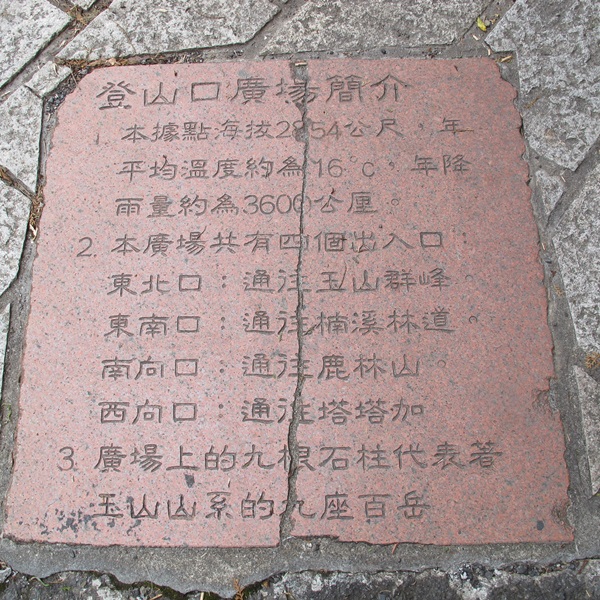 登山口廣場簡介
1. 本據點海拔2854公尺，年
平均溫度約為16°c，年降
雨量約為3600公厘。
2. 本廣場共有四個出入口：
東北口：通往玉山群峰。
東南口：通往楠溪林道。
南向口：通往鹿林山。
西向口：通往塔塔加
3. 廣場上的九根石柱代表著
玉山山系的九座百岳